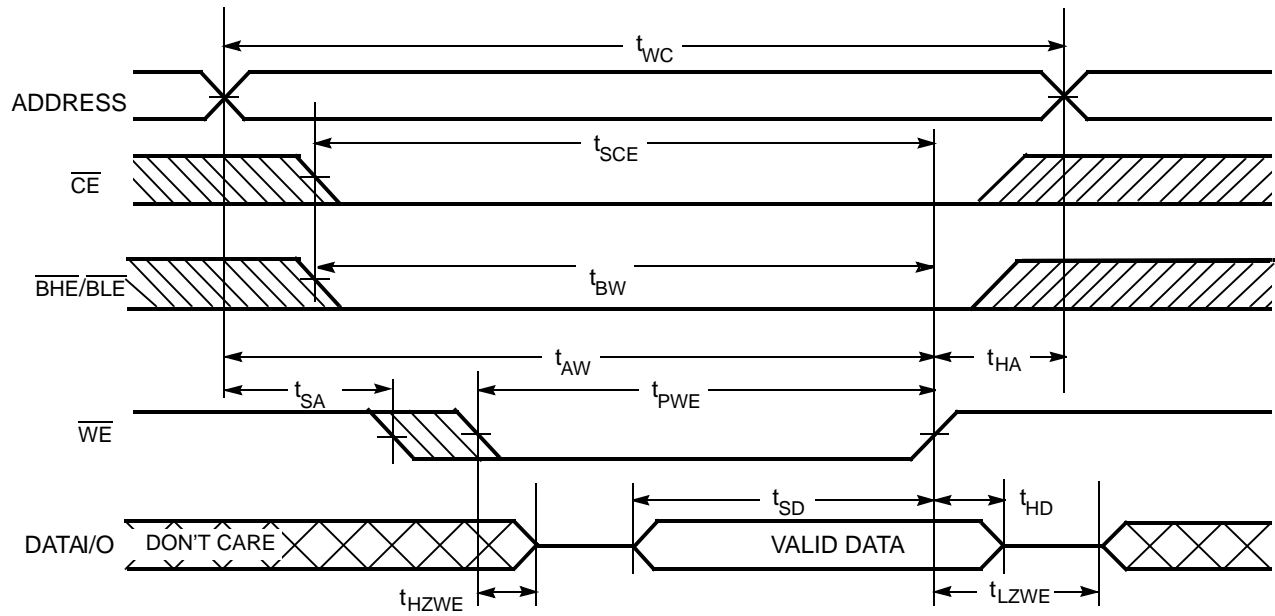 tWC
ADDRESS
tSCE
CE
BHE/BLE
tBW
tAW
tHA
tSA
tPWE
WE
tSD
tHD
DATAI/O
DON'T CARE
VALID DATA
tHZWE
tLZWE